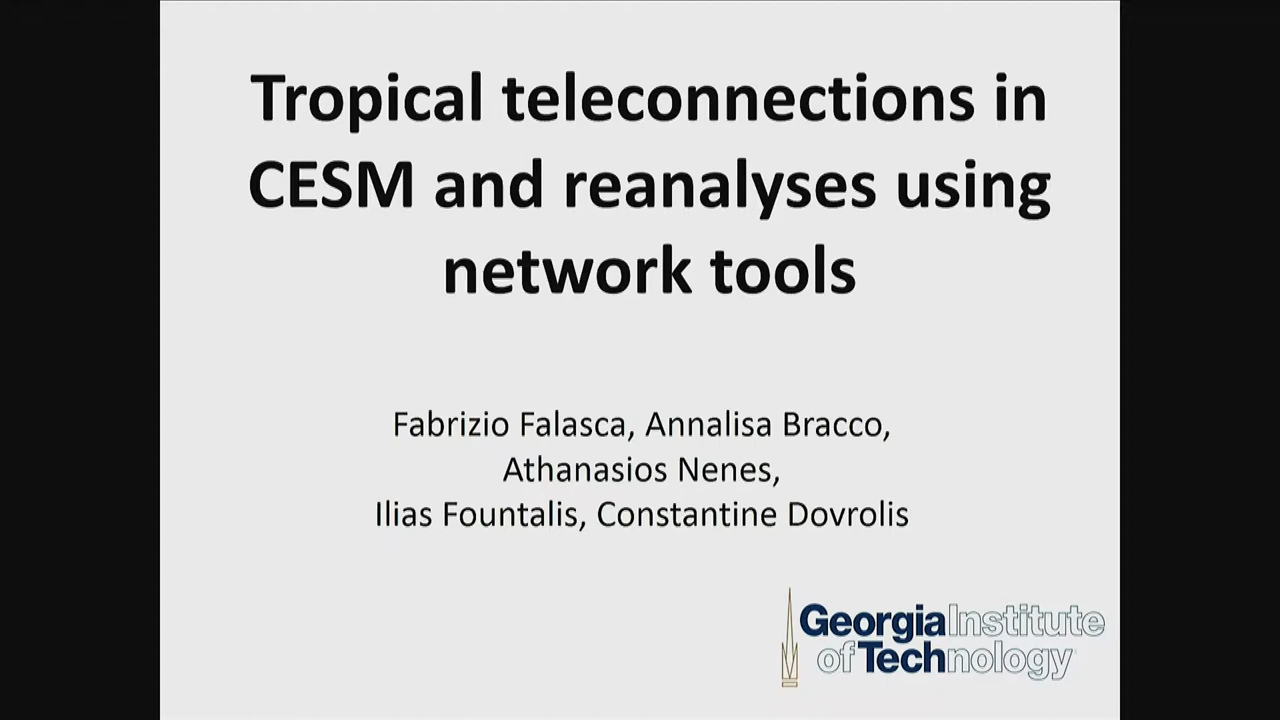 Tropical teleconnections in
CESM and reanalyses using
network tools
Fabrizio Falasca, Annalisa Bracco,
Athanasios Nenes,
Ilias Fountalis, Constantine Dovrolis
Georgia Institute
of Technology